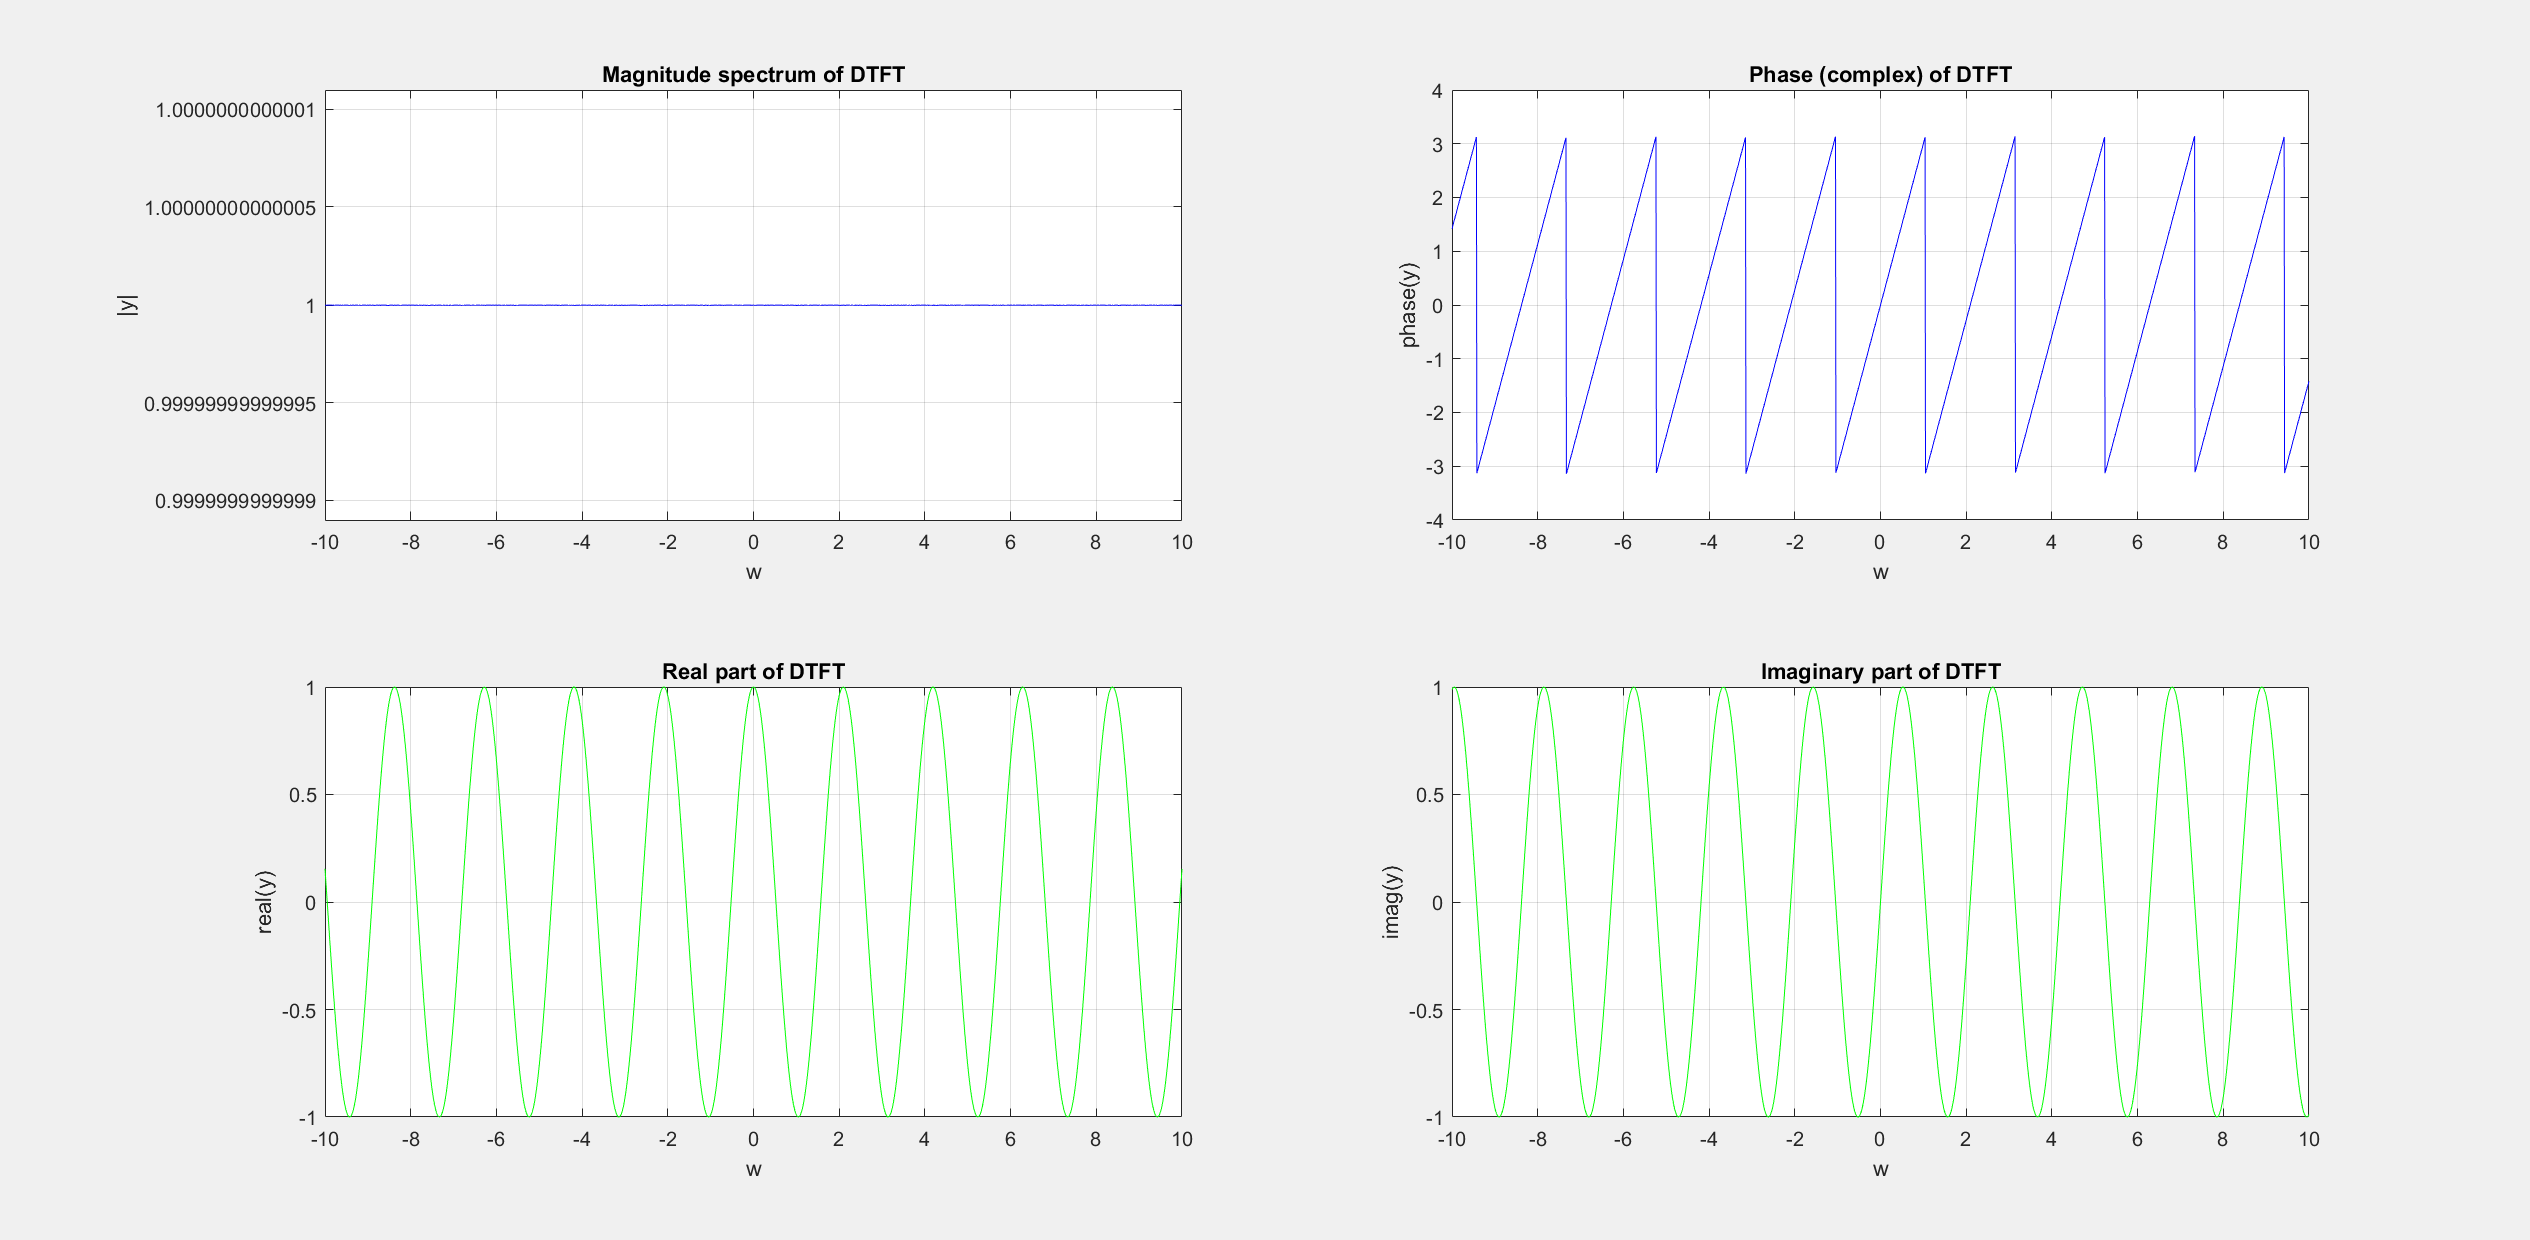 Magnitude spectrum of DTFT
1.0000000000001
1.00000000000005
1
0.99999999999995
0.9999999999999
|y|
-10 -8 -6 -4 -2 0 2 4 6 8 10
w
Phase (complex) of DTFT
4
3
2
1
0
-1
-2
-3
-4
phase(y)
-10 -8 -6 -4 -2 0 2 4 6 8 10
w
Real part of DTFT
1
0.5
0
-0.5
-1
real(y)
-10 -8 -6 -4 -2 0 2 4 6 8 10
w
Imaginary part of DTFT
1
0.5
0
-0.5
-1
imag(y)
-10 -8 -6 -4 -2 0 2 4 6 8 10
w